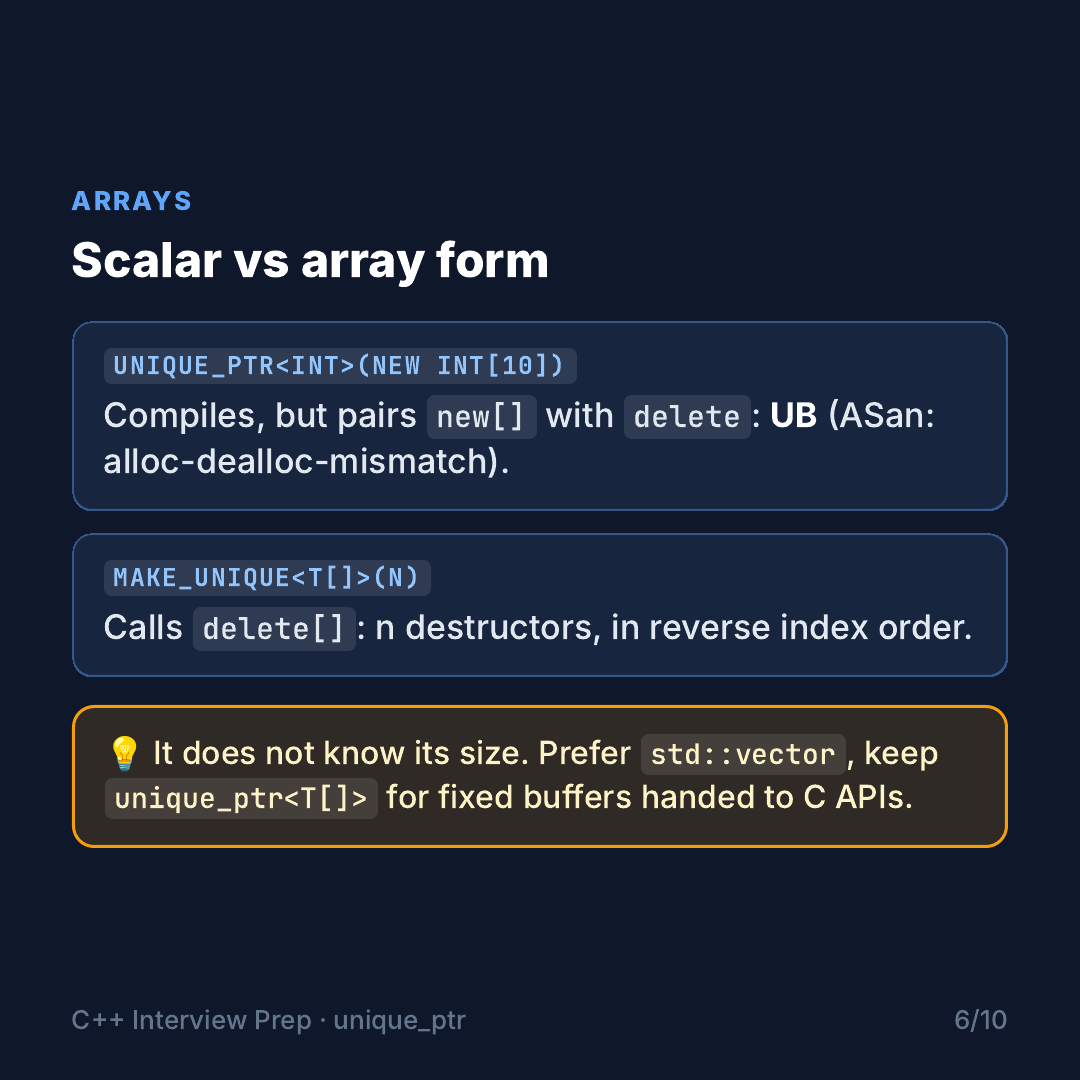 ARRAYS
Scalar vs array form
UNIQUE_PTR<INT>(NEW INT[10])
Compiles, but pairs new[] with delete: UB (ASan:
alloc-dealloc-mismatch).
MAKE_UNIQUE<T[]>(N)
Calls delete[]: n destructors, in reverse index order.
💡 It does not know its size. Prefer std::vector, keep
unique_ptr<T[]> for fixed buffers handed to C APIs.
C++ Interview Prep · unique_ptr
6/10